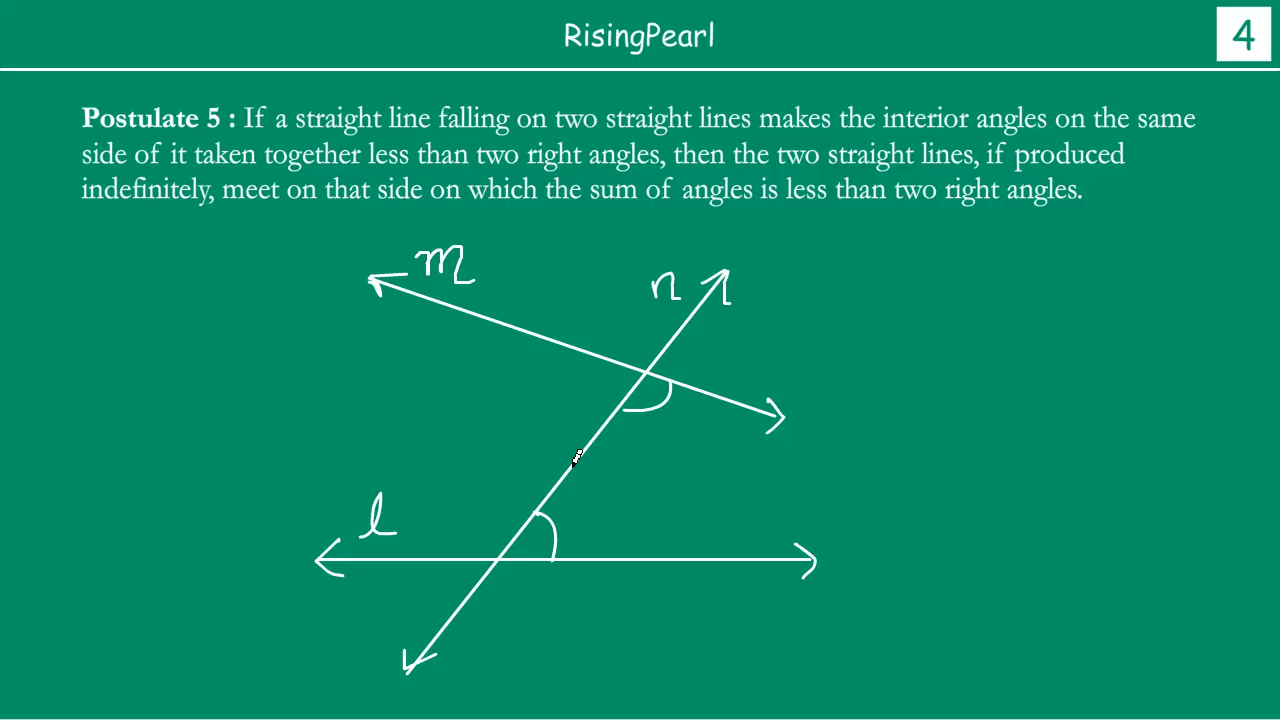 RisingPearl
4
Postulate 5 : If a straight line falling on two straight lines makes the interior angles on the same
side of it taken together less than two right angles, then the two straight lines, if produced
indefinitely, meet on that side on which the sum of angles is less than two right angles.
m
n
l